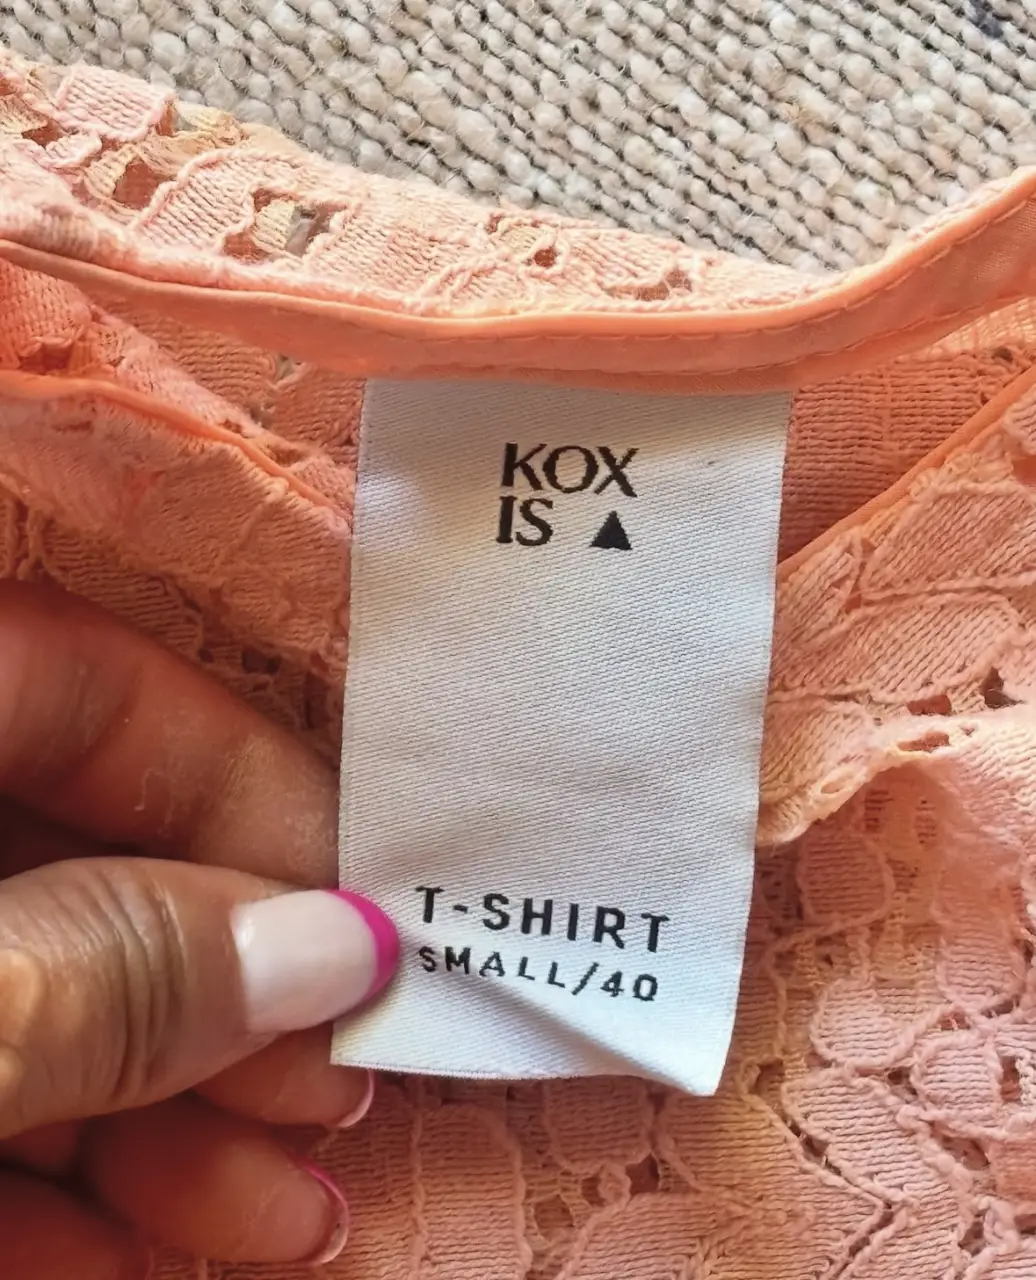 KOX
IS ▲
T-SHIRT
SMALL/40